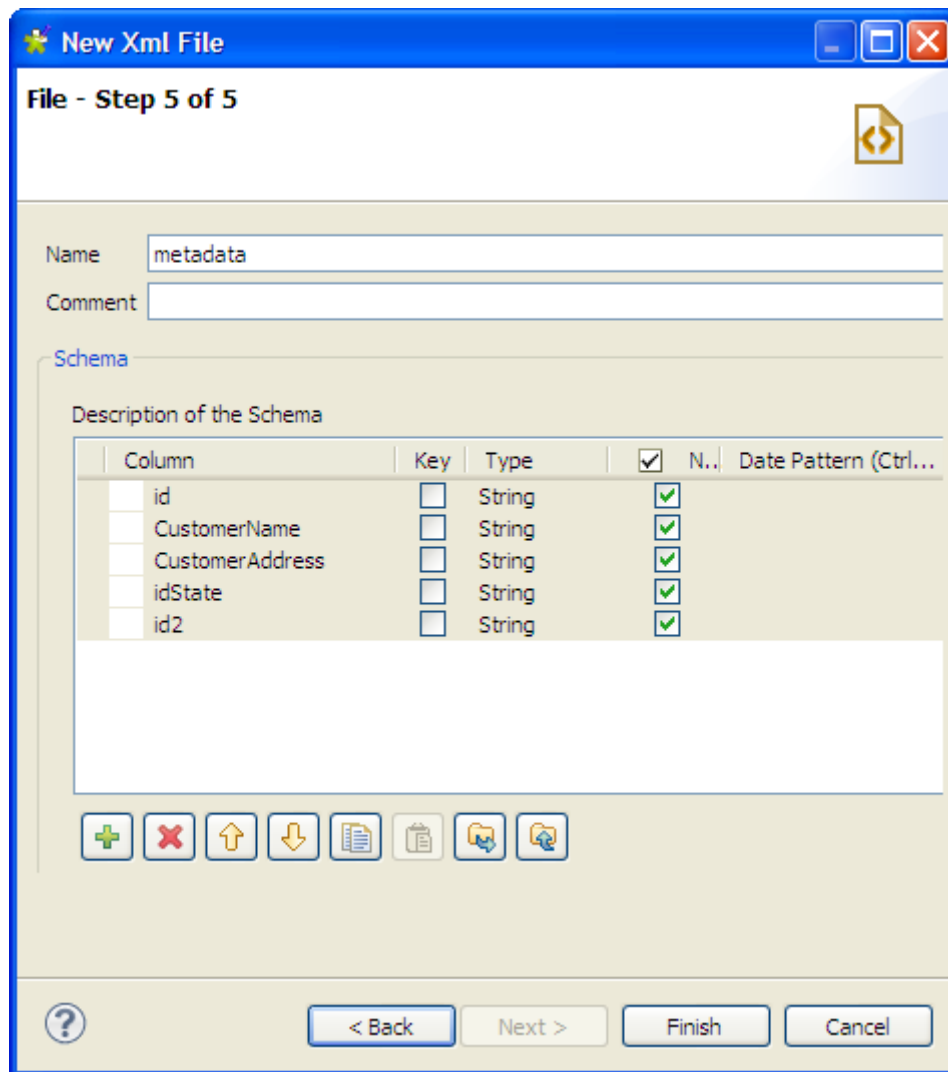 New Xml File
File - Step 5 of 5
Name metadata
Comment
Schema
Description of the Schema
Column Key Type N.. Date Pattern (Ctrl...
id String
CustomerName String
CustomerAddress String
idState String
id2 String
< Back Next > Finish Cancel